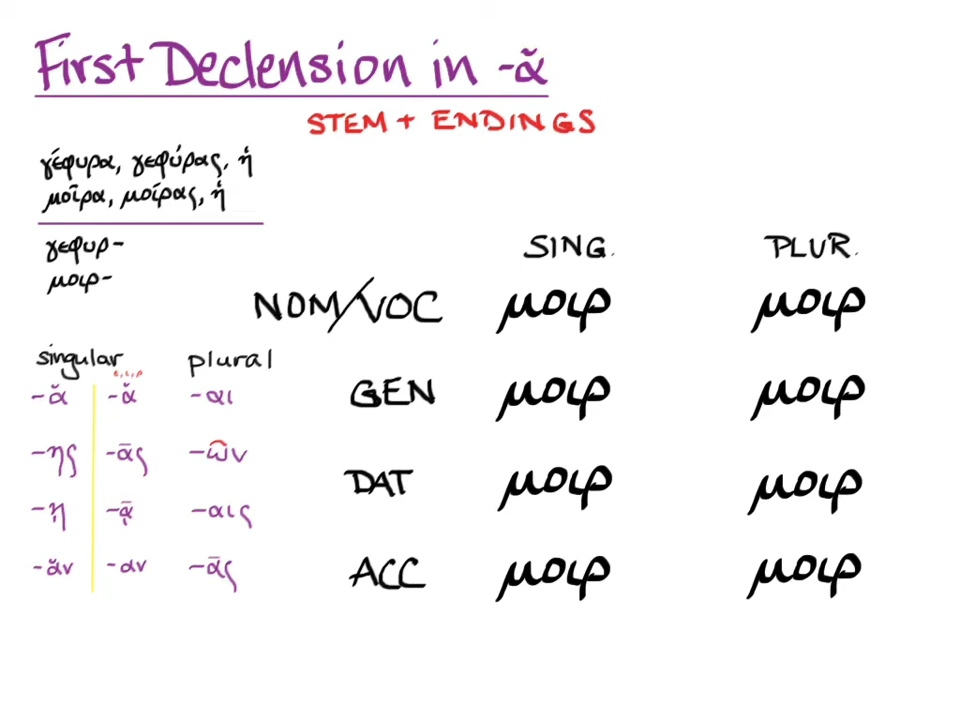 First Declension in -ᾰ
STEM + ENDINGS
γέφυρα, γεφύρας, ἡ
μοῖρα, μοίρας, ἡ
γεφυρ-
μοιρ-
SING. PLUR.
NOM/VOC μοιρ μοιρ
GEN μοιρ μοιρ
DAT μοιρ μοιρ
ACC μοιρ μοιρ
singular plural
ε, ι, ρ
-ᾰ -ᾰ -αι
-ης -ᾱς -ῶν
-ῃ -ᾱͅ -αις
-ᾰν -αν -ᾱς